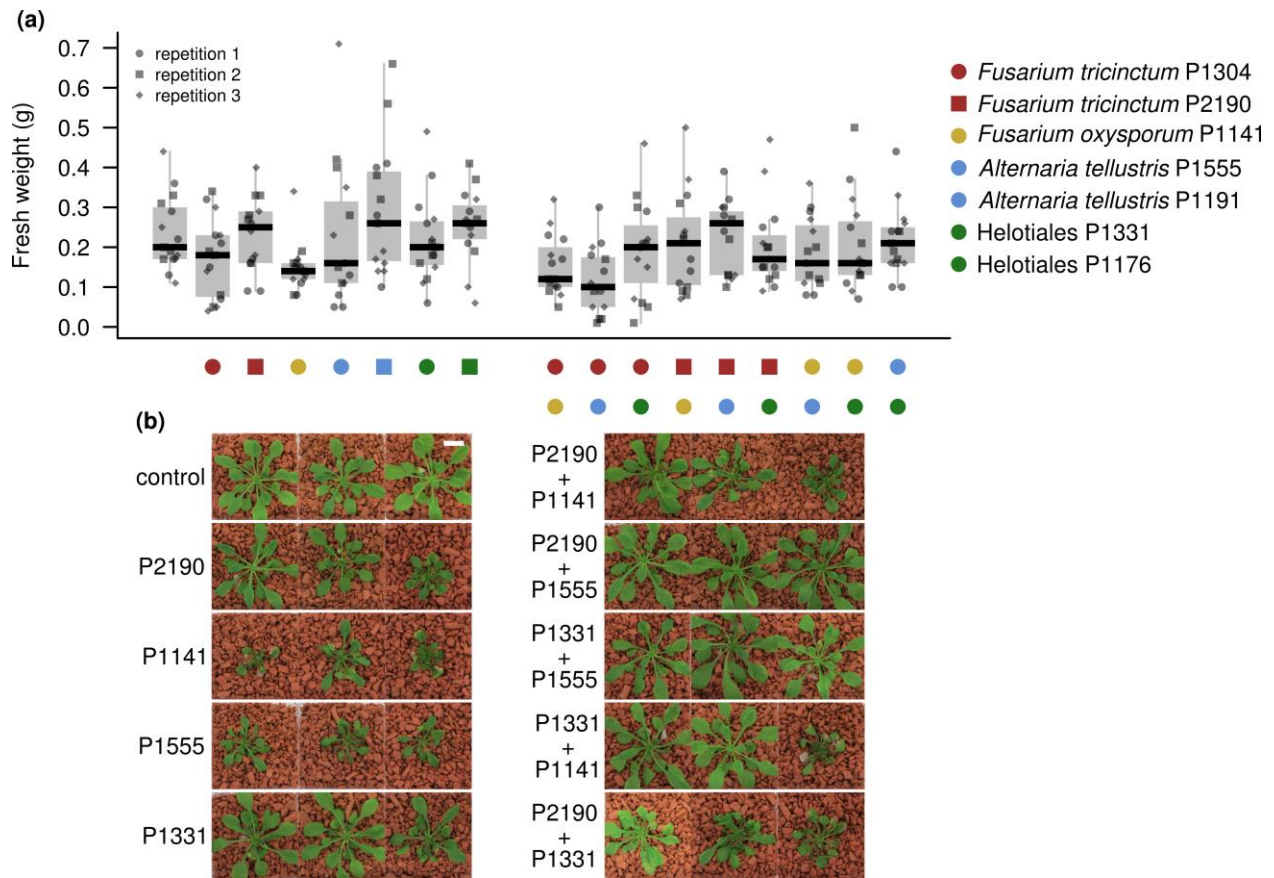 (a)
Fresh weight (g)
0.7
0.6
0.5
0.4
0.3
0.2
0.1
0.0
repetition 1
repetition 2
repetition 3
Fusarium tricinctum P1304
Fusarium tricinctum P2190
Fusarium oxysporum P1141
Alternaria tellustris P1555
Alternaria tellustris P1191
Helotiales P1331
Helotiales P1176
(b)
control
P2190
P1141
P1555
P1331
P2190
+
P1141
P2190
+
P1555
P1331
+
P1555
P1331
+
P1141
P2190
+
P1331